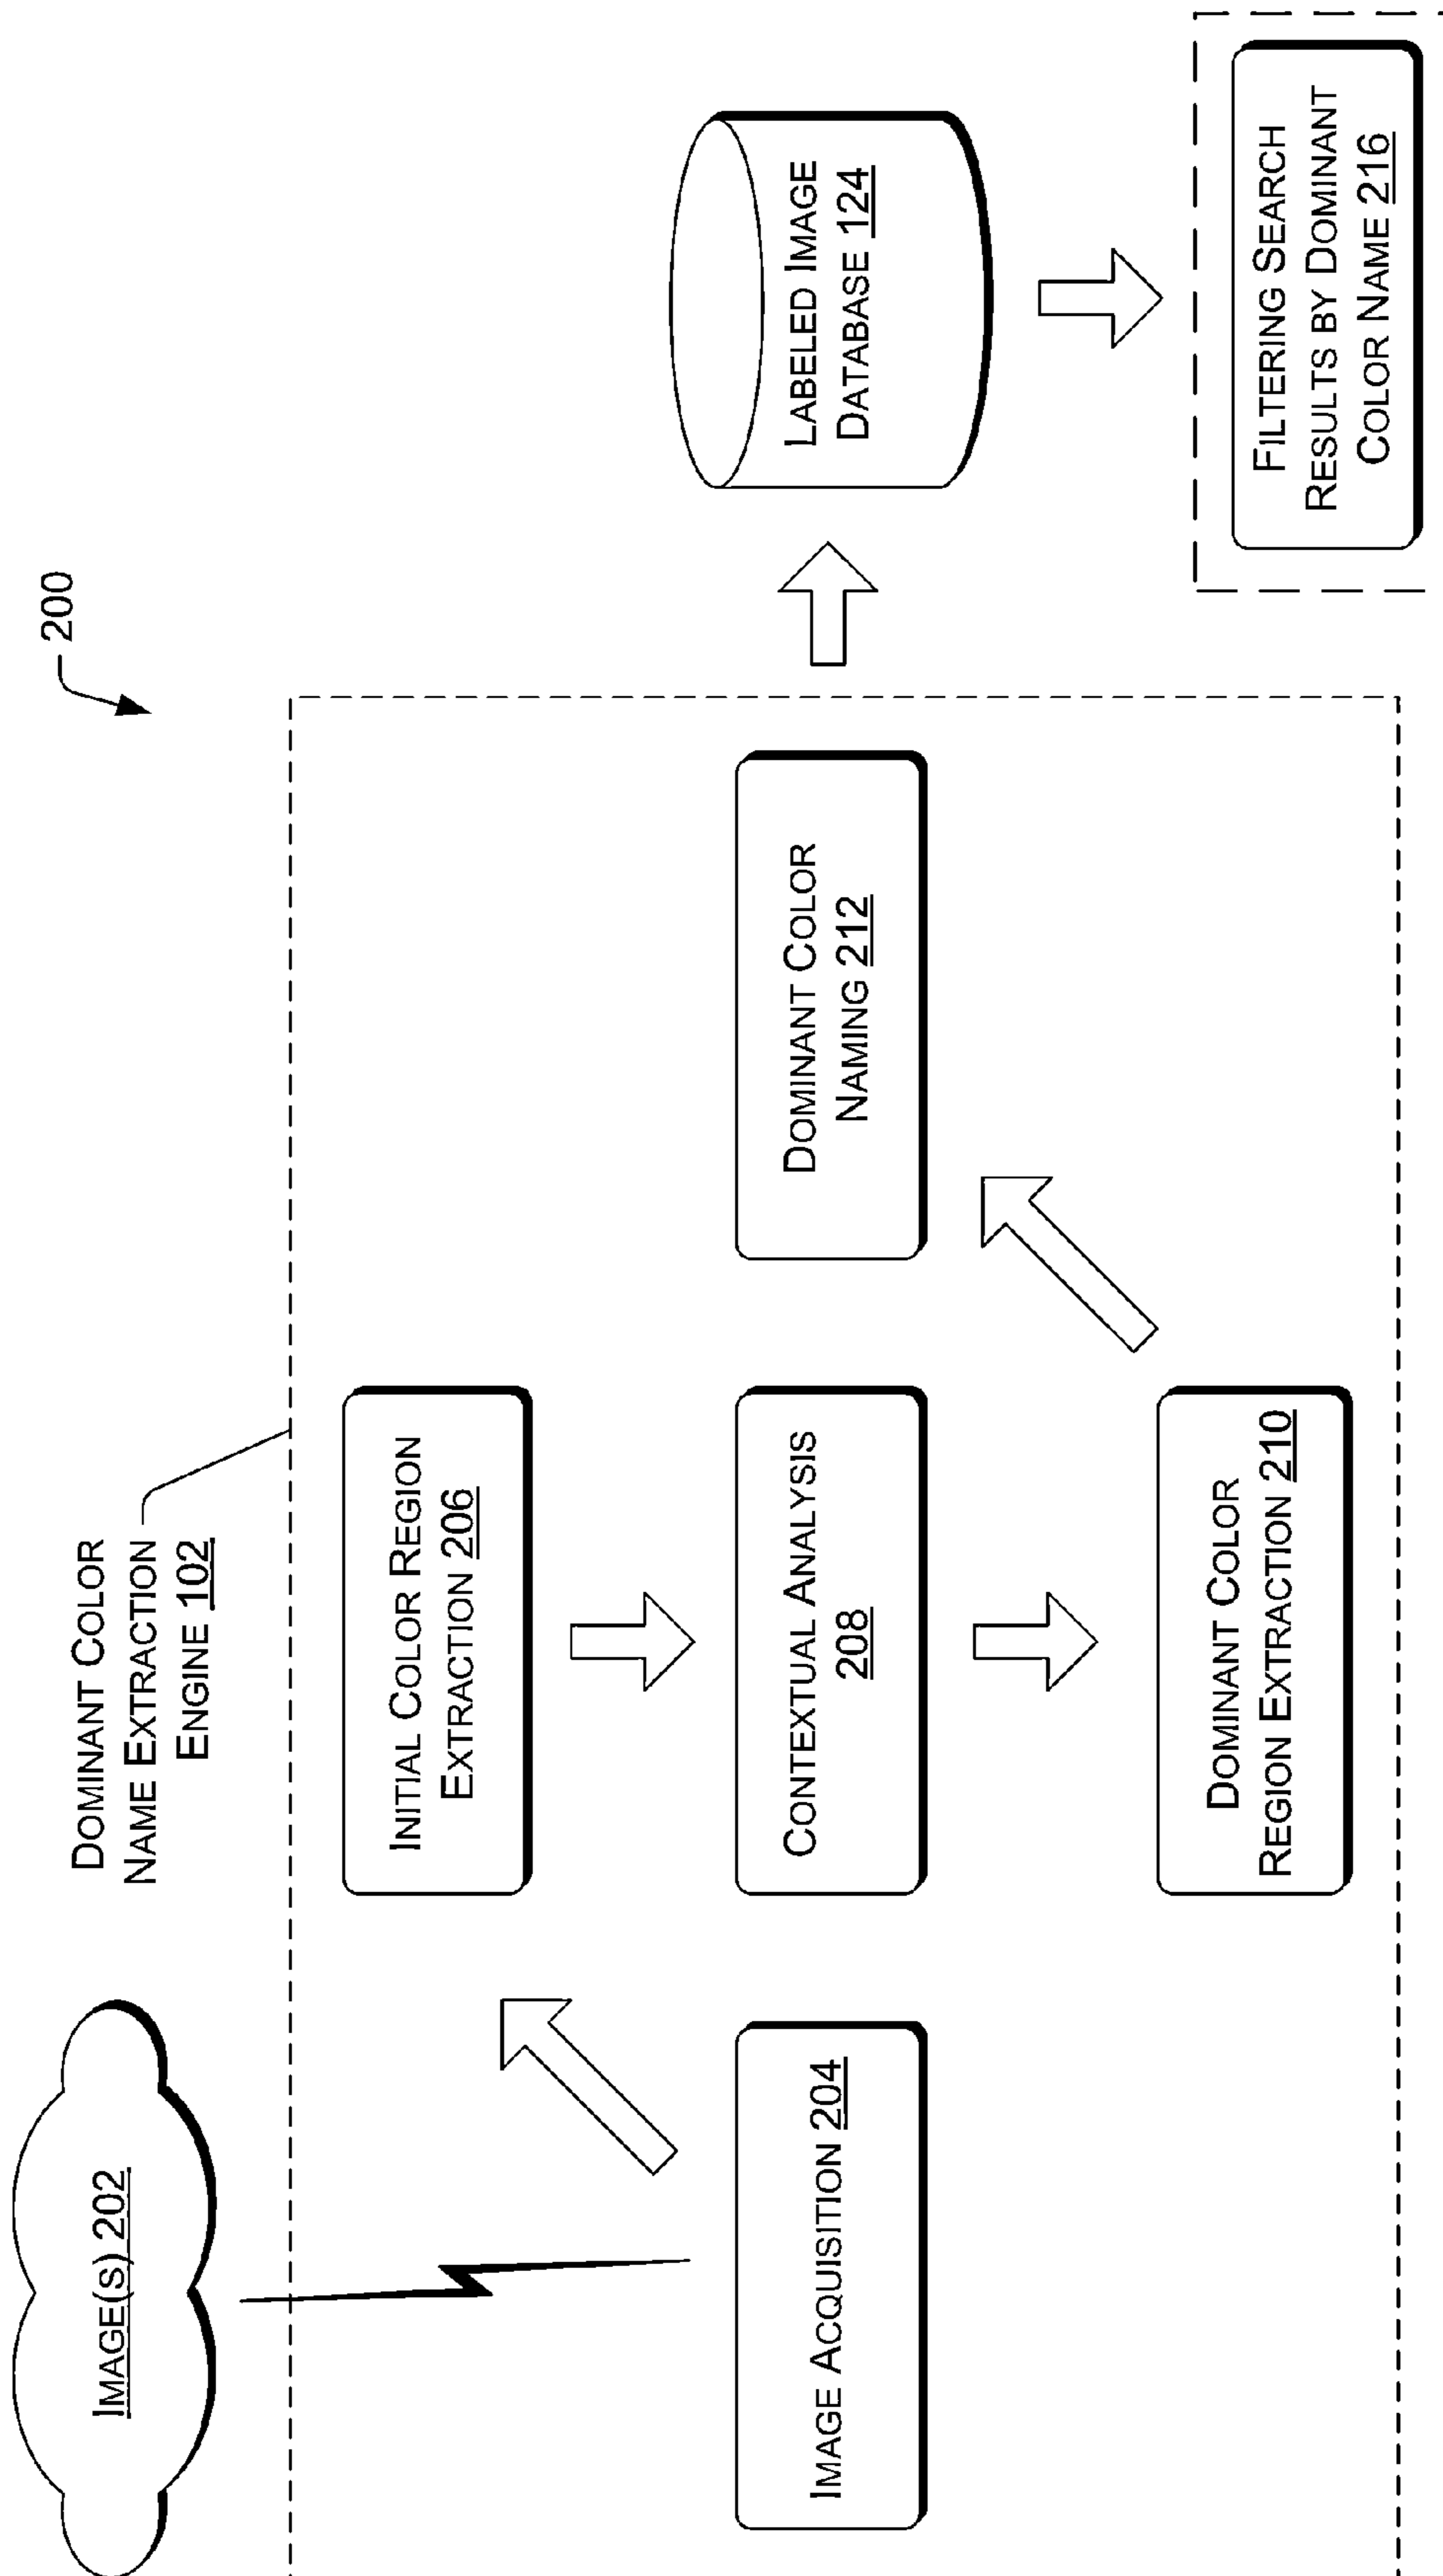 200
IMAGE(S) 202
DOMINANT COLOR
NAME EXTRACTION
ENGINE 102
IMAGE ACQUISITION 204
INITIAL COLOR REGION
EXTRACTION 206
CONTEXTUAL ANALYSIS
208
DOMINANT COLOR
REGION EXTRACTION 210
DOMINANT COLOR
NAMING 212
LABELED IMAGE
DATABASE 124
FILTERING SEARCH
RESULTS BY DOMINANT
COLOR NAME 216